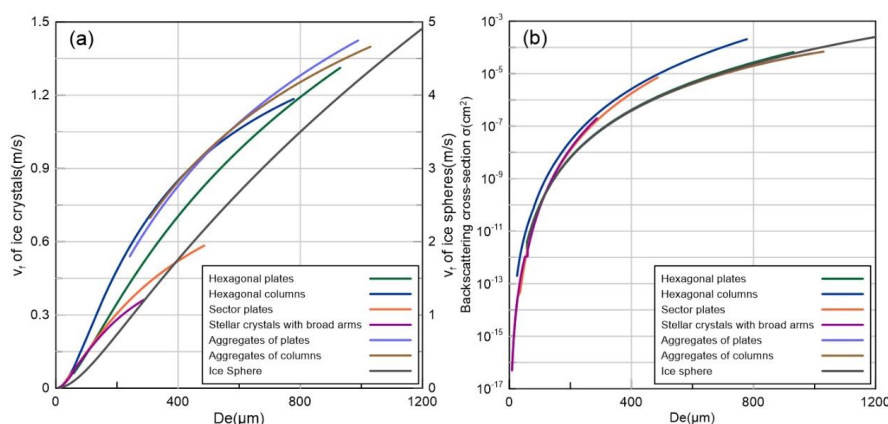 (a)
v_f of ice crystals(m/s)
1.5
1.2
0.9
0.6
0.3
0
5
4
3
2
1
0
v_f of ice spheres(m/s)
Hexagonal plates
Hexagonal columns
Sector plates
Stellar crystals with broad arms
Aggregates of plates
Aggregates of columns
Ice Sphere
0 400 800 1200
De(μm)
(b)
Backscattering cross-sedion σ(cm²)
10⁻³
10⁻⁵
10⁻⁷
10⁻⁹
10⁻¹¹
10⁻¹³
10⁻¹⁵
10⁻¹⁷
Hexagonal plates
Hexagonal columns
Sector plates
Stellar crystals with broad arms
Aggregates of plates
Aggregates of columns
Ice sphere
0 400 800 1200
De(μm)